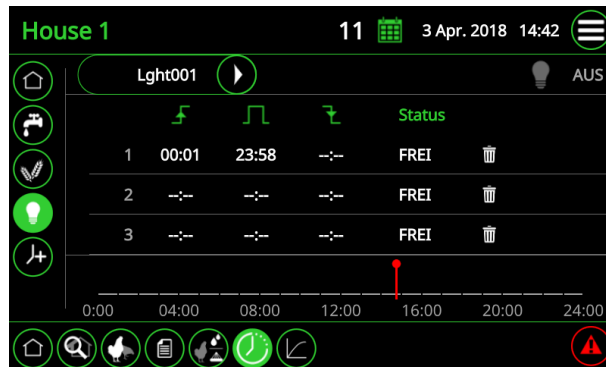 House 1 11 3 Apr. 2018 14:42
Lght001 AUS
Status
1 00:01 23:58 --:-- FREI
2 --:-- --:-- --:-- FREI
3 --:-- --:-- --:-- FREI
0:00 04:00 08:00 12:00 16:00 20:00 24:00